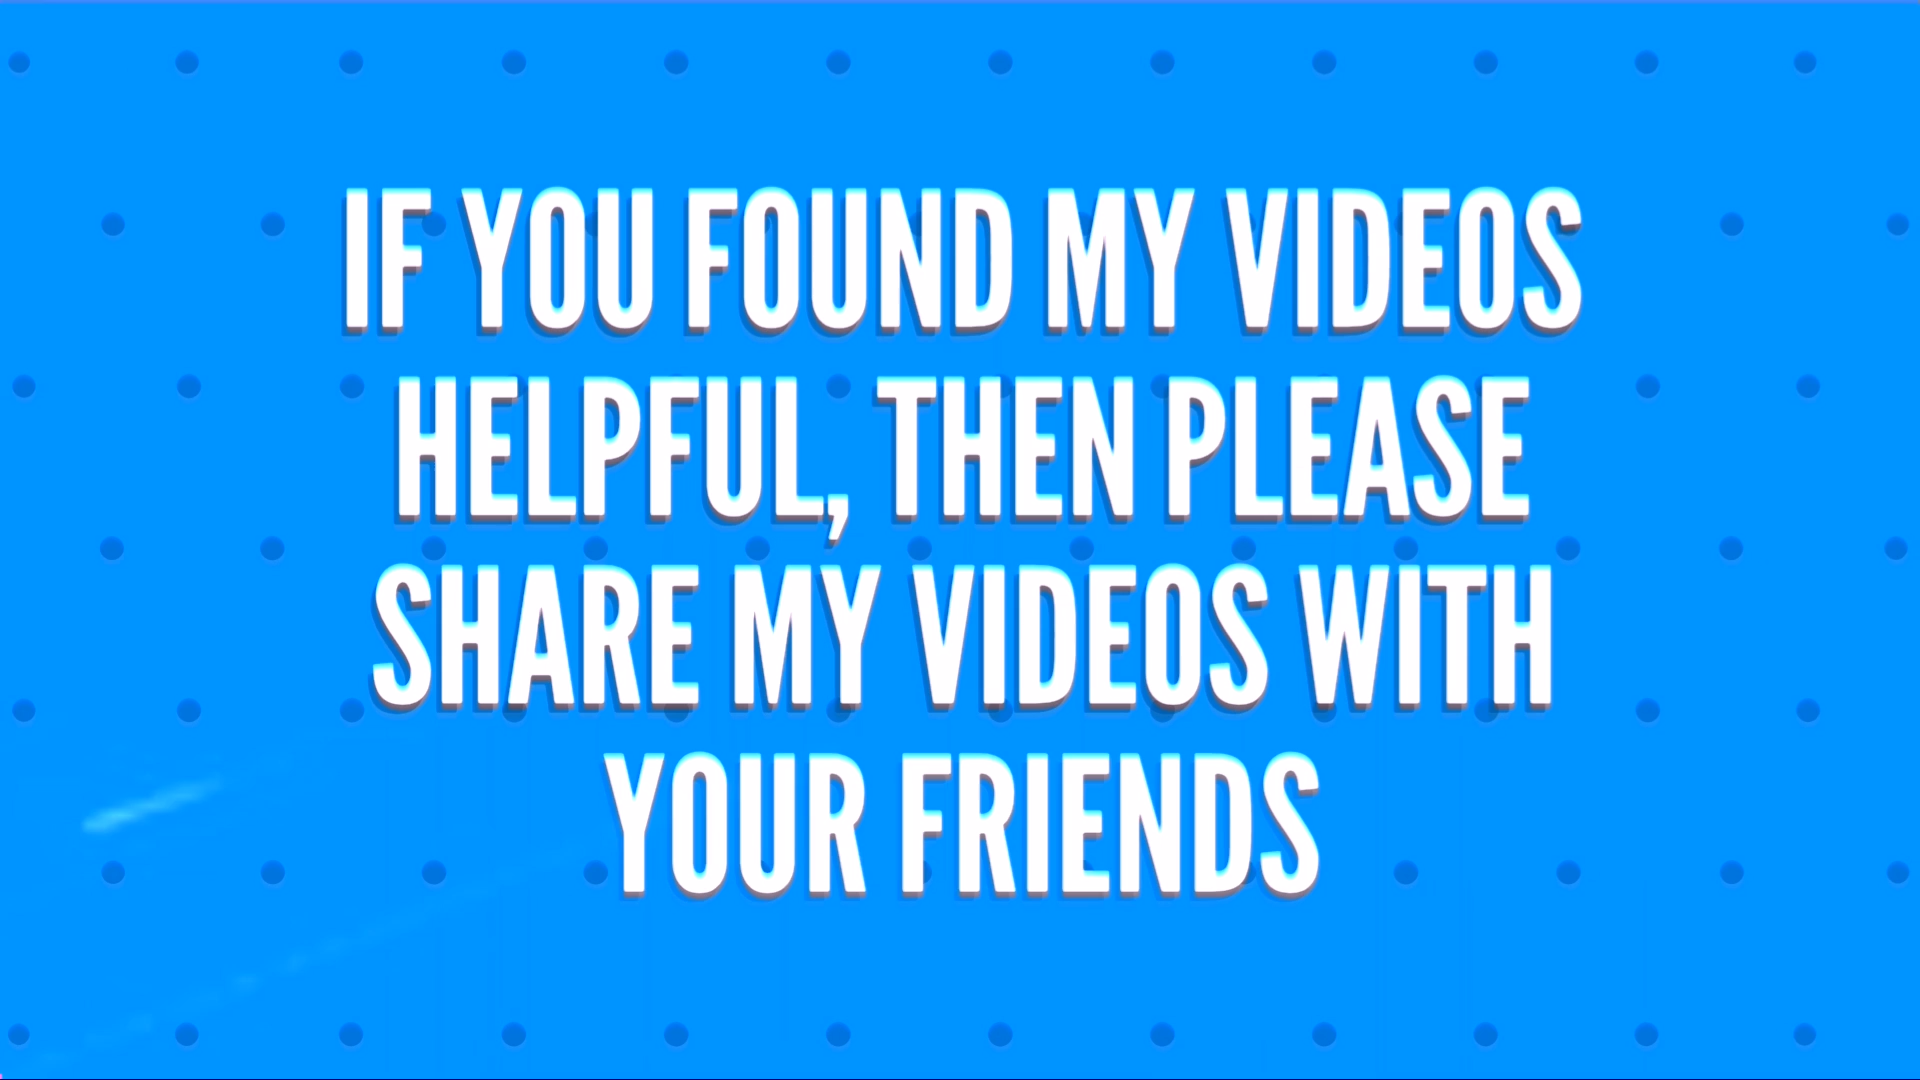 IF YOU FOUND MY VIDEOS
HELPFUL, THEN PLEASE
SHARE MY VIDEOS WITH
YOUR FRIENDS